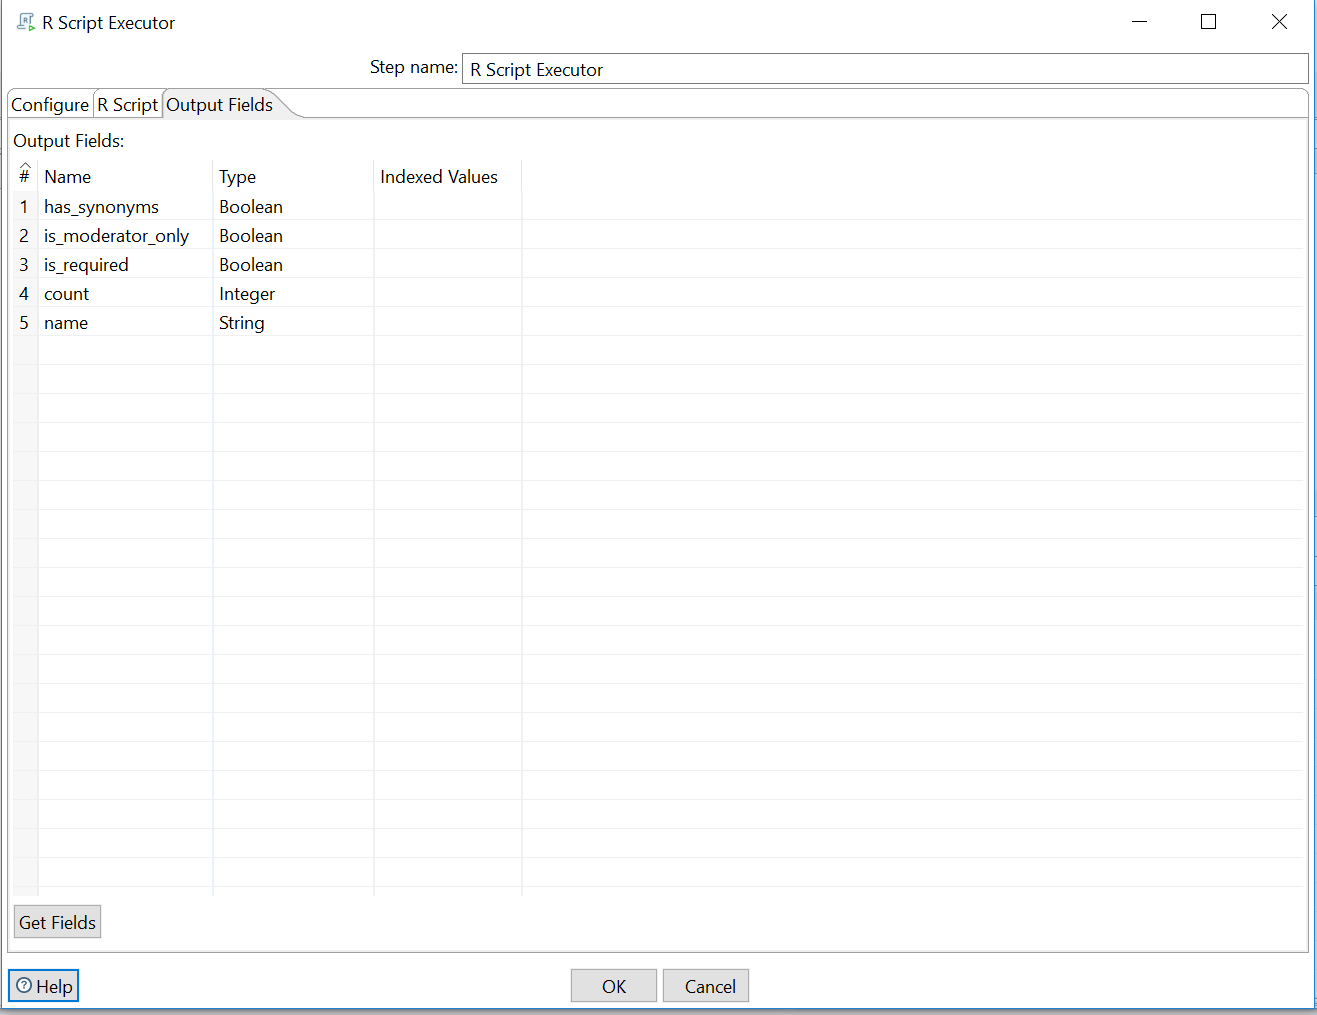 R Script Executor
Step name: R Script Executor
Configure R Script Output Fields
Output Fields:
# Name Type Indexed Values
1 has_synonyms Boolean
2 is_moderator_only Boolean
3 is_required Boolean
4 count Integer
5 name String
Get Fields
Help OK Cancel